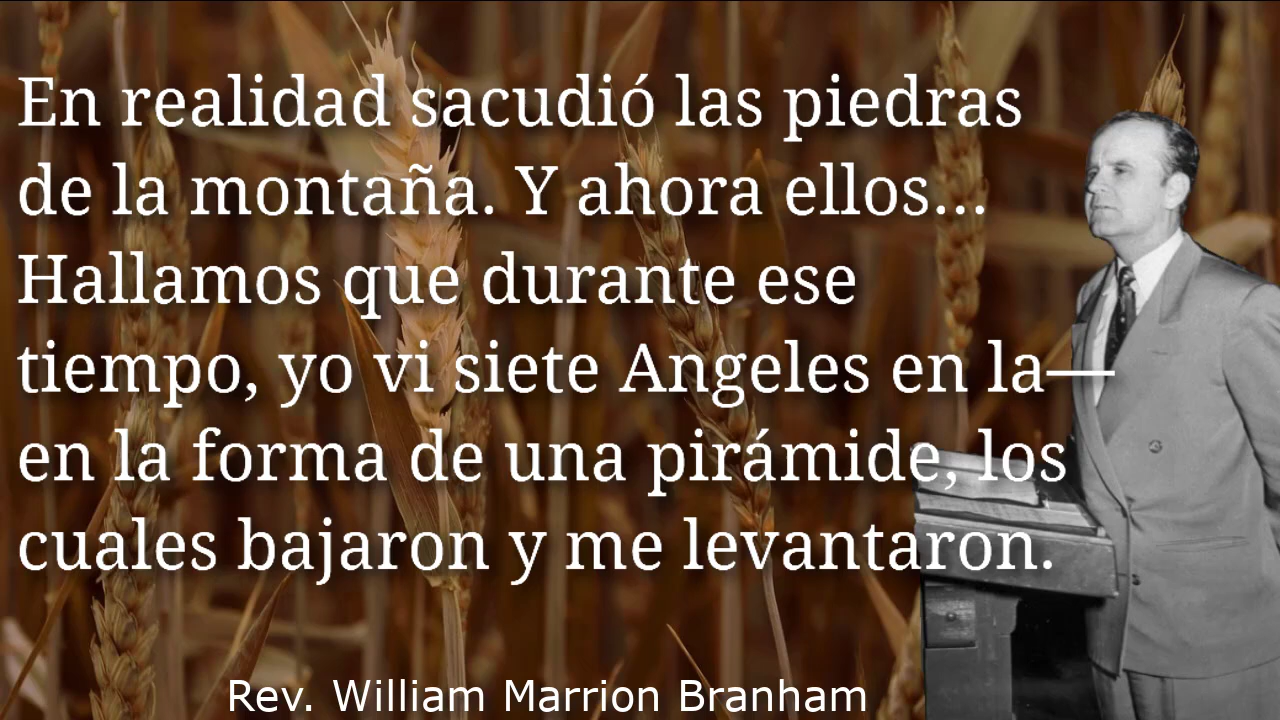 En realidad sacudió las piedras
de la montaña. Y ahora ellos...
Hallamos que durante ese
tiempo, yo vi siete Angeles en la—
en la forma de una pirámide, los
cuales bajaron y me levantaron.
Rev. William Marrion Branham